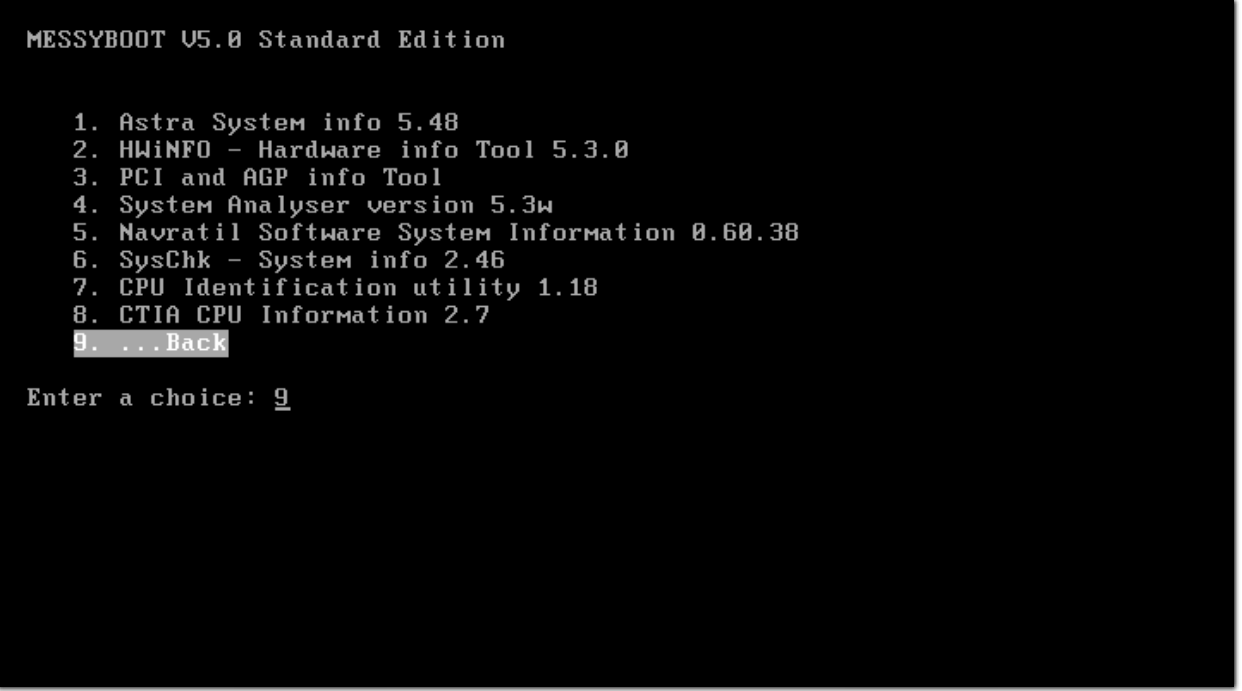 MESSYBOOT V5.0 Standard Edition
1. Astra System info 5.48
2. HWiNFO - Hardware info Tool 5.3.0
3. PCI and AGP info Tool
4. System Analyser version 5.3w
5. Navratil Software System Information 0.60.38
6. SysChk - System info 2.46
7. CPU Identification utility 1.18
8. CTIA CPU Information 2.7
9. ...Back
Enter a choice: 9